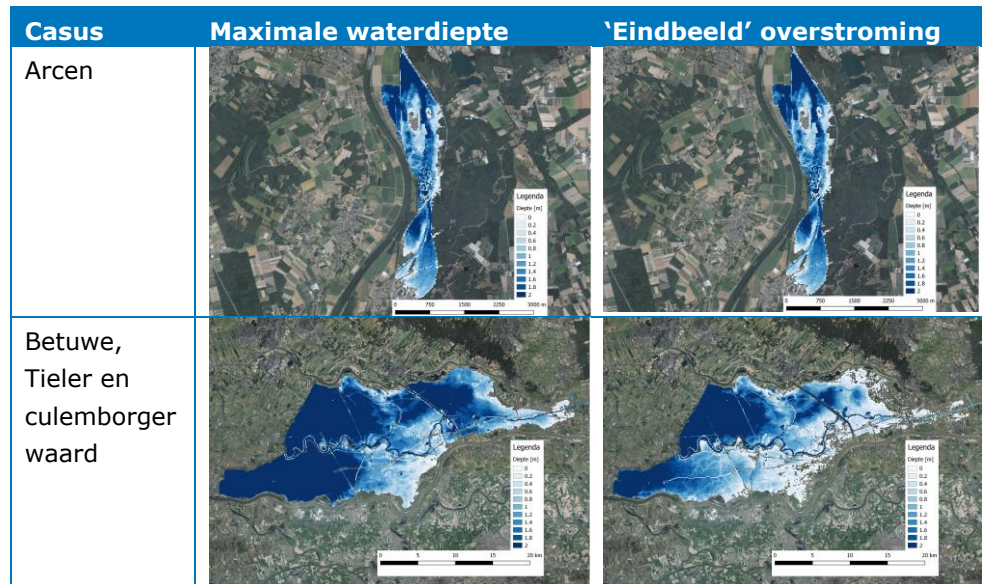 Casus Maximale waterdiepte ‘Eindbeeld’ overstroming
Arcen
Legenda
Diepte [m]
0
0.2
0.4
0.6
0.8
1
1.2
1.4
1.6
1.8
2
0 750 1500 2250 3000 m
Legenda
Diepte [m]
0
0.2
0.4
0.6
0.8
1
1.2
1.4
1.6
1.8
2
0 750 1500 2250 3000 m
Betuwe,
Tieler en
culemborger
waard
Legenda
Diepte [m]
0
0.2
0.4
0.6
0.8
1
1.2
1.4
1.6
1.8
2
0 5 10 15 20 km
Legenda
Diepte [m]
0
0.2
0.4
0.6
0.8
1
1.2
1.4
1.6
1.8
2
0 5 10 15 20 km